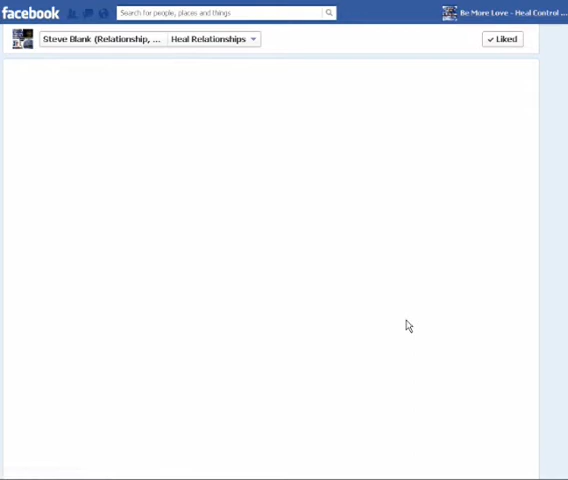 facebook Search for people, places and things Be More Love - Heal Control ...
Steve Blank (Relationship, ... Heal Relationships ✓ Liked